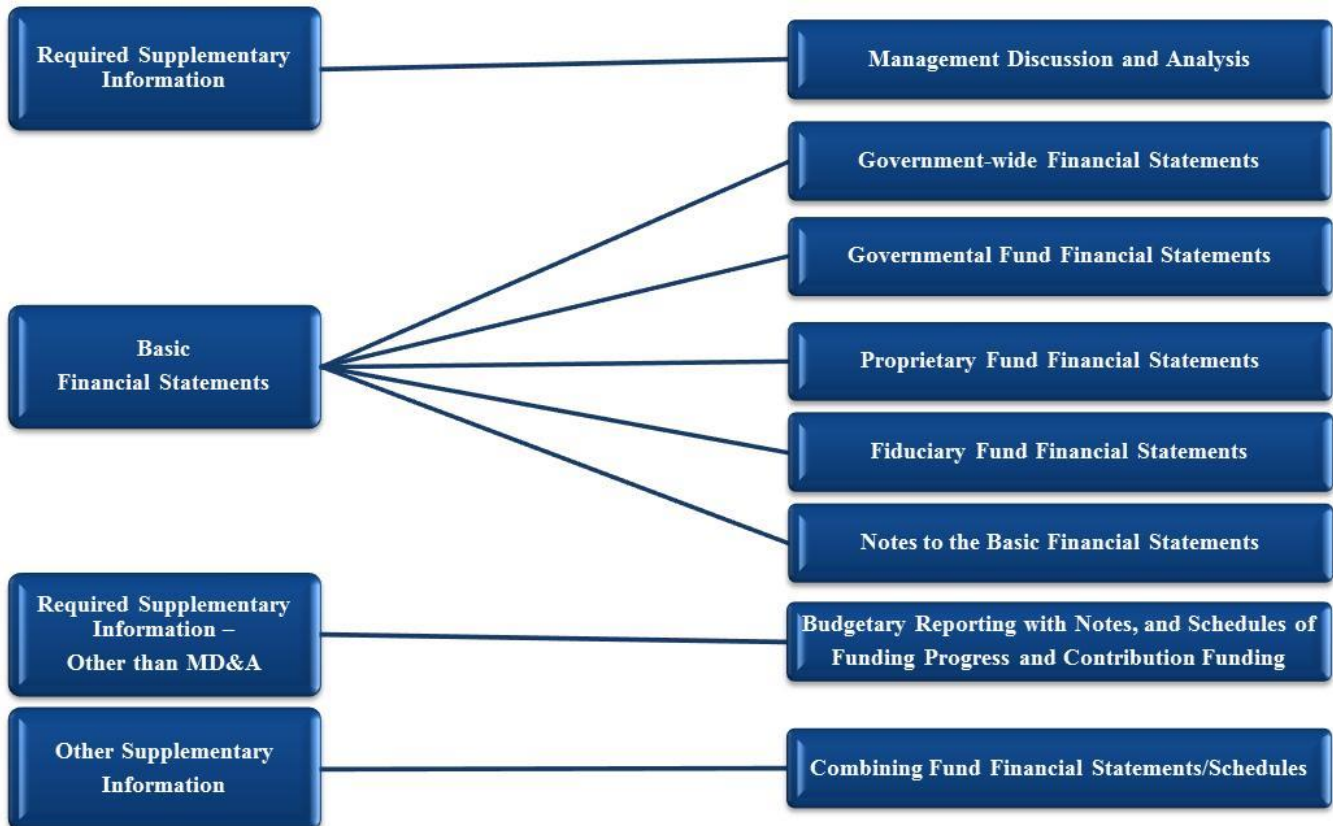 Required Supplementary
Information
Management Discussion and Analysis
Government-wide Financial Statements
Governmental Fund Financial Statements
Basic
Financial Statements
Proprietary Fund Financial Statements
Fiduciary Fund Financial Statements
Notes to the Basic Financial Statements
Required Supplementary
Information –
Other than MD&A
Budgetary Reporting with Notes, and Schedules of
Funding Progress and Contribution Funding
Other Supplementary
Information
Combining Fund Financial Statements/Schedules